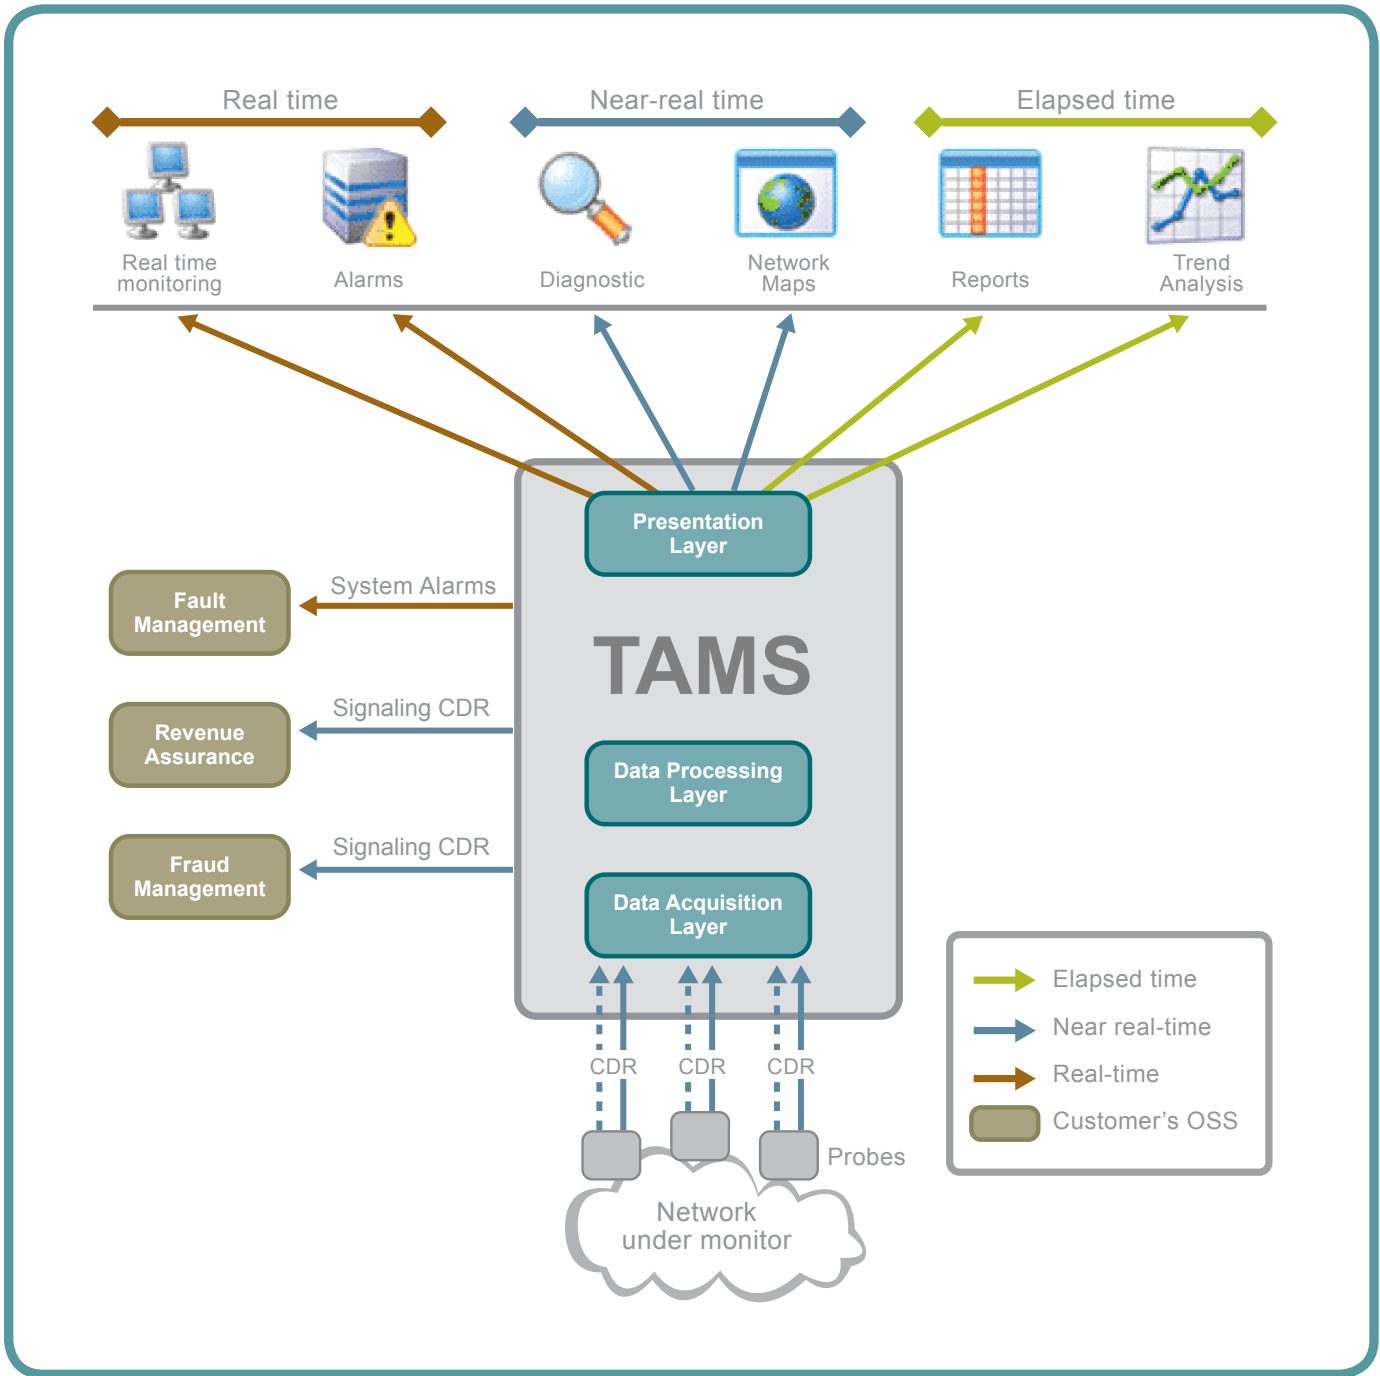 Real time
Near-real time
Elapsed time
Real time
monitoring
Alarms
Diagnostic
Network
Maps
Reports
Trend
Analysis
Presentation
Layer
System Alarms
Fault
Management
TAMS
Signaling CDR
Revenue
Assurance
Data Processing
Layer
Signaling CDR
Fraud
Management
Data Acquisition
Layer
CDR
CDR
CDR
Probes
Network
under monitor
Elapsed time
Near real-time
Real-time
Customer’s OSS